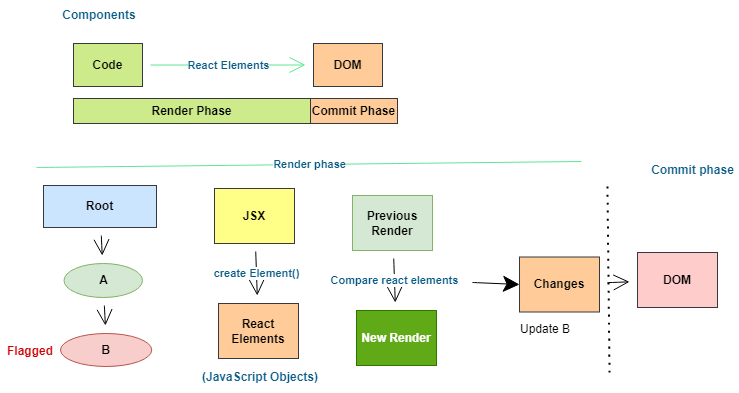 Components
Code
React Elements
DOM
Render Phase
Commit Phase
Render phase
Commit phase
Root
A
B
Flagged
JSX
create Element()
React
Elements
(JavaScript Objects)
Previous
Render
Compare react elements
New Render
Changes
Update B
DOM